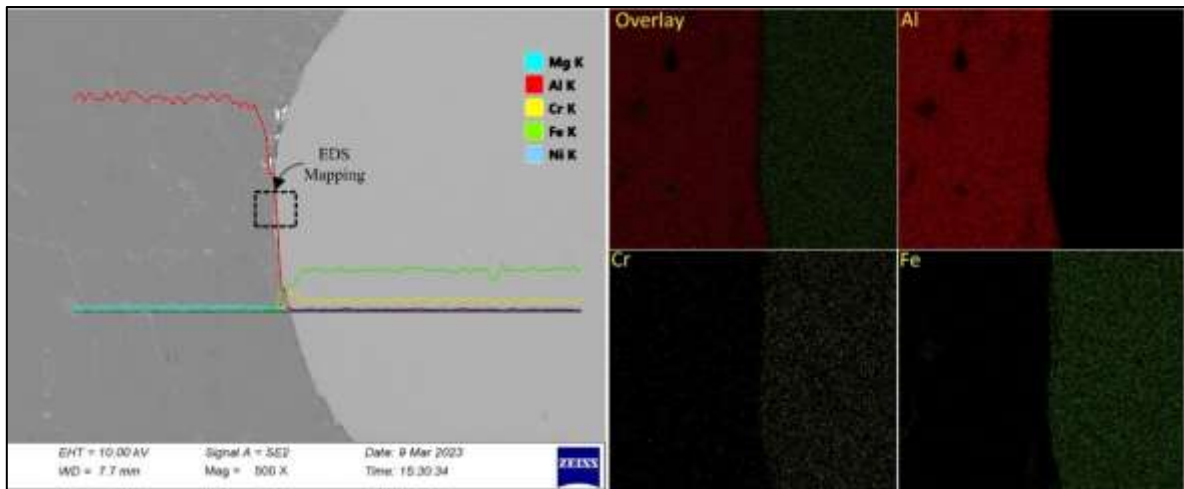 Mg K
Al K
Cr K
Fe K
Ni K
EDS
Mapping
EHT = 10.00 kV
Signal A = SE2
Date: 9 Mar 2023
WD = 7.7 mm
Mag = 500 X
Time: 15:30:34
ZEISS
Overlay
Al
Cr
Fe